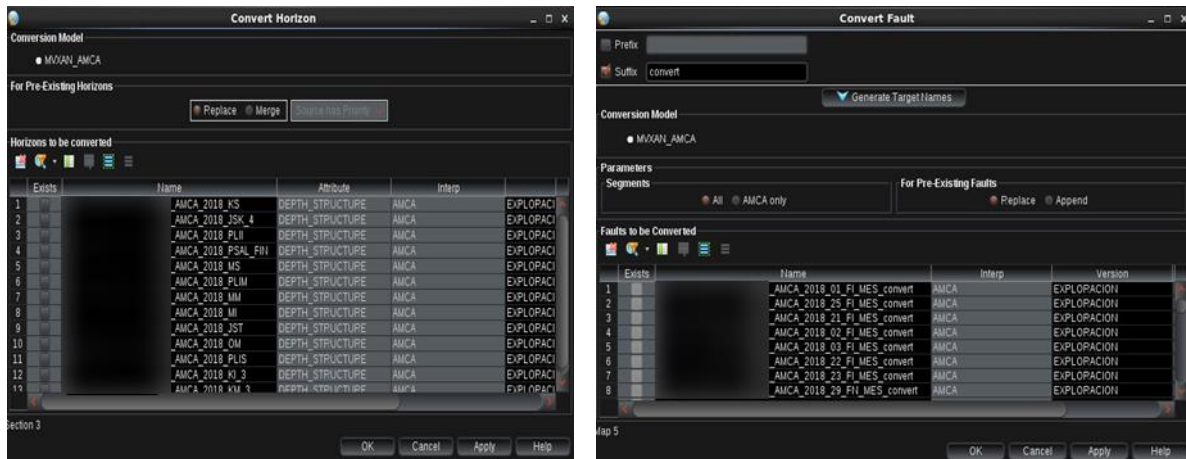 Convert Horizon
Conversion Model
MVXAN_AMCA
For Pre-Existing Horizons
Replace Merge Source has Priority
Horizons to be converted
Exists Name Attribute Interp
1 _AMCA_2018_KS DEPTH_STRUCTURE AMCA EXPLORACI
2 _AMCA_2018_JSK_4 DEPTH_STRUCTURE AMCA EXPLORACI
3 _AMCA_2018_PLII DEPTH_STRUCTURE AMCA EXPLORACI
4 _AMCA_2018_PSAL_FIN DEPTH_STRUCTURE AMCA EXPLORACI
5 _AMCA_2018_MS DEPTH_STRUCTURE AMCA EXPLORACI
6 _AMCA_2018_PLIM DEPTH_STRUCTURE AMCA EXPLORACI
7 _AMCA_2018_MM DEPTH_STRUCTURE AMCA EXPLORACI
8 _AMCA_2018_MI DEPTH_STRUCTURE AMCA EXPLORACI
9 _AMCA_2018_JST DEPTH_STRUCTURE AMCA EXPLORACI
10 _AMCA_2018_OM DEPTH_STRUCTURE AMCA EXPLORACI
11 _AMCA_2018_PLIS DEPTH_STRUCTURE AMCA EXPLORACI
12 _AMCA_2018_KI_3 DEPTH_STRUCTURE AMCA EXPLORACI
13 _AMCA_2018_KM_3 DEPTH_STRUCTURE AMCA EXPLORACI
Section 3
OK Cancel Apply Help
Convert Fault
Prefix
Suffix convert
Generate Target Names
Conversion Model
MVXAN_AMCA
Parameters
Segments For Pre-Existing Faults
All AMCA only Replace Append
Faults to be Converted
Exists Name Interp Version
1 _AMCA_2018_01_FI_MES_convert AMCA EXPLORACION
2 _AMCA_2018_25_FI_MES_convert AMCA EXPLORACION
3 _AMCA_2018_21_FI_MES_convert AMCA EXPLORACION
4 _AMCA_2018_02_FI_MES_convert AMCA EXPLORACION
5 _AMCA_2018_03_FI_MES_convert AMCA EXPLORACION
6 _AMCA_2018_22_FI_MES_convert AMCA EXPLORACION
7 _AMCA_2018_23_FI_MES_convert AMCA EXPLORACION
8 _AMCA_2018_29_FN_MES_convert AMCA EXPLORACION
Map 5
OK Cancel Apply Help